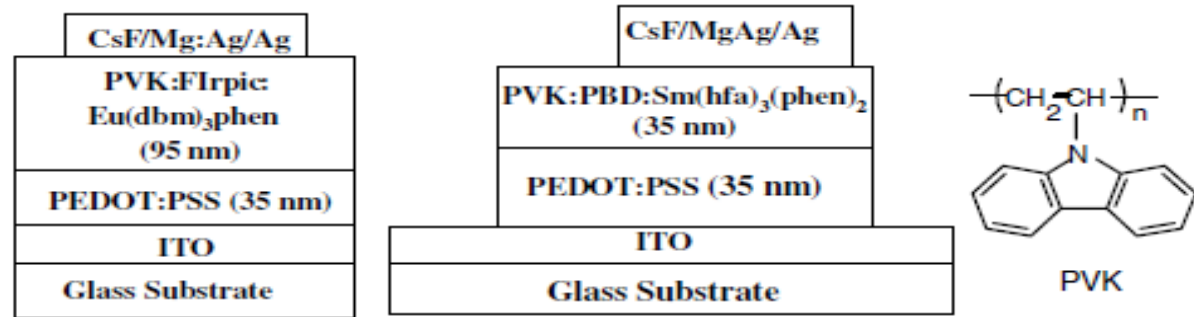 CsF/Mg:Ag/Ag
PVK:FIrpic:
Eu(dbm)₃phen
(95 nm)
PEDOT:PSS (35 nm)
ITO
Glass Substrate
CsF/MgAg/Ag
PVK:PBD:Sm(hfa)₃(phen)₂
(35 nm)
PEDOT:PSS (35 nm)
ITO
Glass Substrate
(CH₂-CH)n
N
PVK